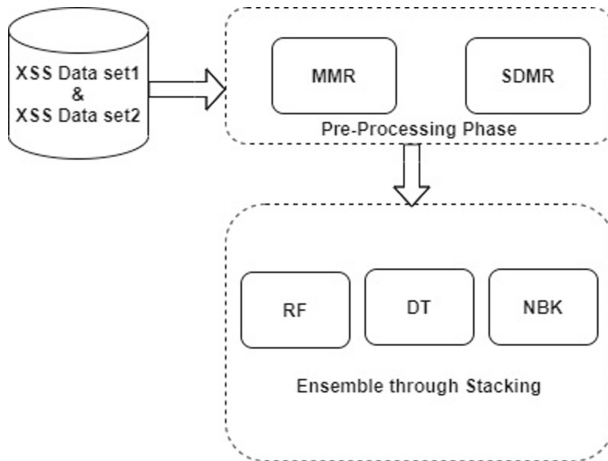 XSS Data set1
&
XSS Data set2
MMR
SDMR
Pre-Processing Phase
RF
DT
NBK
Ensemble through Stacking